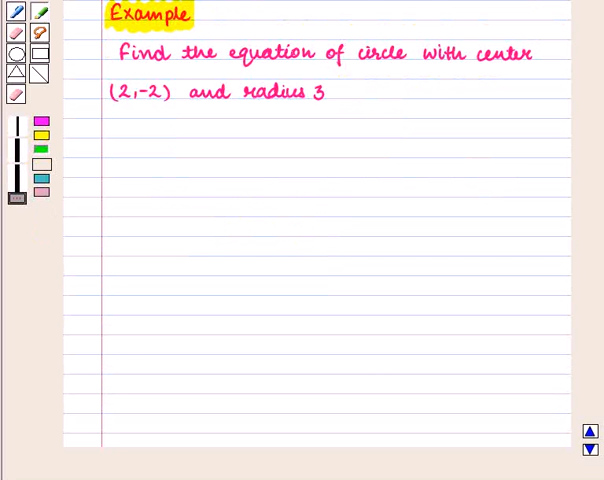 Example
Find the equation of circle with center
(2,-2) and radius 3